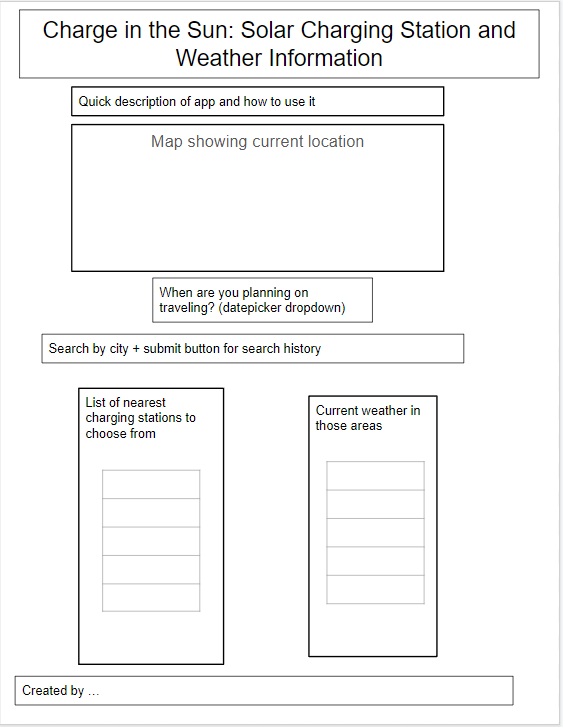 Charge in the Sun: Solar Charging Station and
Weather Information
Quick description of app and how to use it
Map showing current location
When are you planning on
traveling? (datepicker dropdown)
Search by city + submit button for search history
List of nearest
charging stations to
choose from
Current weather in
those areas
Created by ...